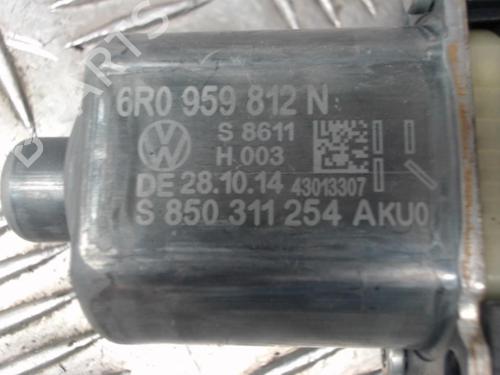 6R0 959 812 N
S 8611
H 003
DE 28.10.14 43013307
S 850 311 254 AKU0